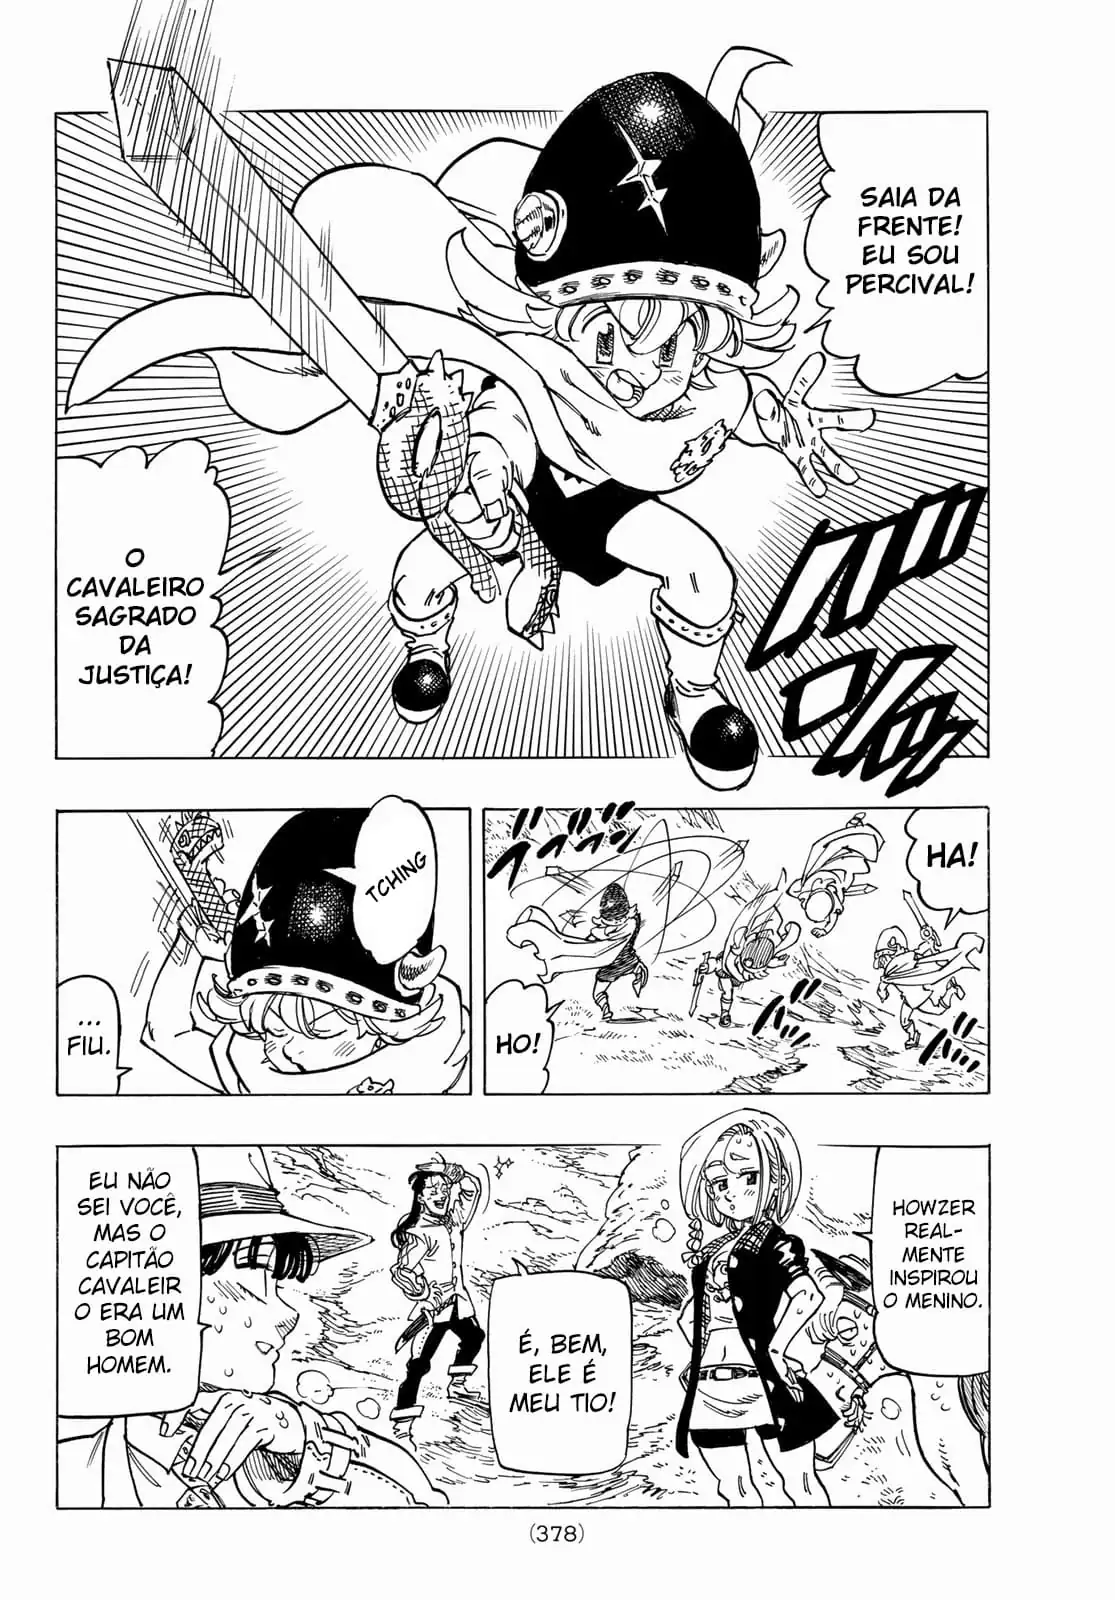 SAIA DA
FRENTE!
EU SOU
PERCIVAL!
O
CAVALEIRO
SAGRADO
DA
JUSTIÇA!
HA!
HO!
TCHING
...
FIU.
HOWZER
REAL-
MENTE
INSPIROU
O MENINO.
É, BEM,
ELE É
MEU TIO!
EU NÃO
SEI VOCÊ,
MAS O
CAPITÃO
CAVALEIR
O ERA UM
BOM
HOMEM.
(378)